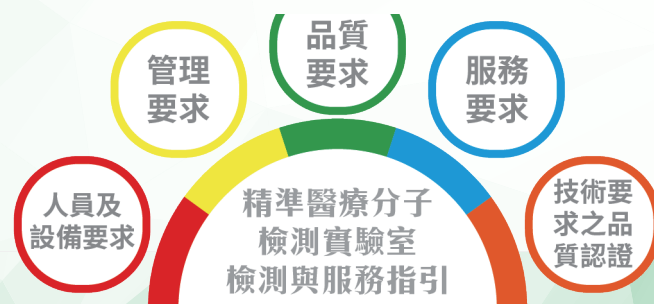 品質
要求
管理
要求
服務
要求
人員及
設備要求
精準醫療分子
檢測實驗室
檢測與服務指引
技術要
求之品
質認證